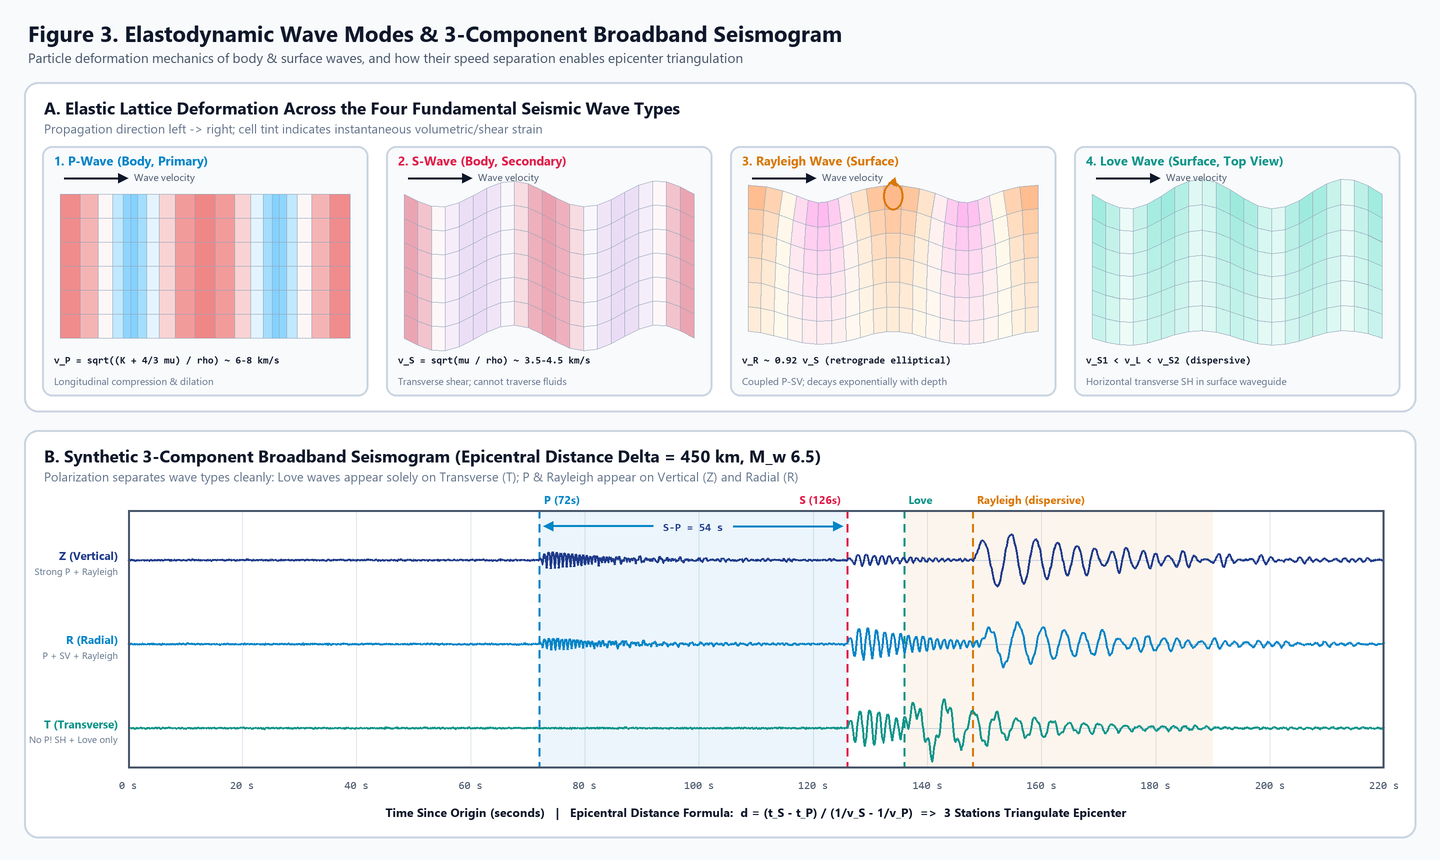 Figure 3. Elastodynamic Wave Modes & 3-Component Broadband Seismogram
Particle deformation mechanics of body & surface waves, and how their speed separation enables epicenter triangulation
A. Elastic Lattice Deformation Across the Four Fundamental Seismic Wave Types
Propagation direction left -> right; cell tint indicates instantaneous volumetric/shear strain
1. P-Wave (Body, Primary)
Wave velocity
v_P = sqrt((K + 4/3 mu) / rho) ~ 6-8 km/s
Longitudinal compression & dilation
2. S-Wave (Body, Secondary)
Wave velocity
v_S = sqrt(mu / rho) ~ 3.5-4.5 km/s
Transverse shear; cannot traverse fluids
3. Rayleigh Wave (Surface)
Wave velocity
v_R ~ 0.92 v_S (retrograde elliptical)
Coupled P-SV; decays exponentially with depth
4. Love Wave (Surface, Top View)
Wave velocity
v_S1 < v_L < v_S2 (dispersive)
Horizontal transverse SH in surface waveguide
B. Synthetic 3-Component Broadband Seismogram (Epicentral Distance Delta = 450 km, M_w 6.5)
Polarization separates wave types cleanly: Love waves appear solely on Transverse (T); P & Rayleigh appear on Vertical (Z) and Radial (R)
P (72s)
S (126s)
Love
Rayleigh (dispersive)
S-P = 54 s
Z (Vertical)
Strong P + Rayleigh
R (Radial)
P + SV + Rayleigh
T (Transverse)
No P! SH + Love only
0 s
20 s
40 s
60 s
80 s
100 s
120 s
140 s
160 s
180 s
200 s
220 s
Time Since Origin (seconds) | Epicentral Distance Formula: d = (t_S - t_P) / (1/v_S - 1/v_P) => 3 Stations Triangulate Epicenter